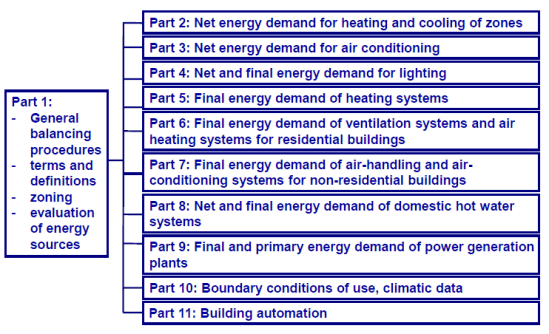 Part 1:
- General
balancing
procedures
- terms and
definitions
- zoning
- evaluation
of energy
sources
Part 2: Net energy demand for heating and cooling of zones
Part 3: Net energy demand for air conditioning
Part 4: Net and final energy demand for lighting
Part 5: Final energy demand of heating systems
Part 6: Final energy demand of ventilation systems and air
heating systems for residential buildings
Part 7: Final energy demand of air-handling and air-
conditioning systems for non-residential buildings
Part 8: Net and final energy demand of domestic hot water
systems
Part 9: Final and primary energy demand of power generation
plants
Part 10: Boundary conditions of use, climatic data
Part 11: Building automation